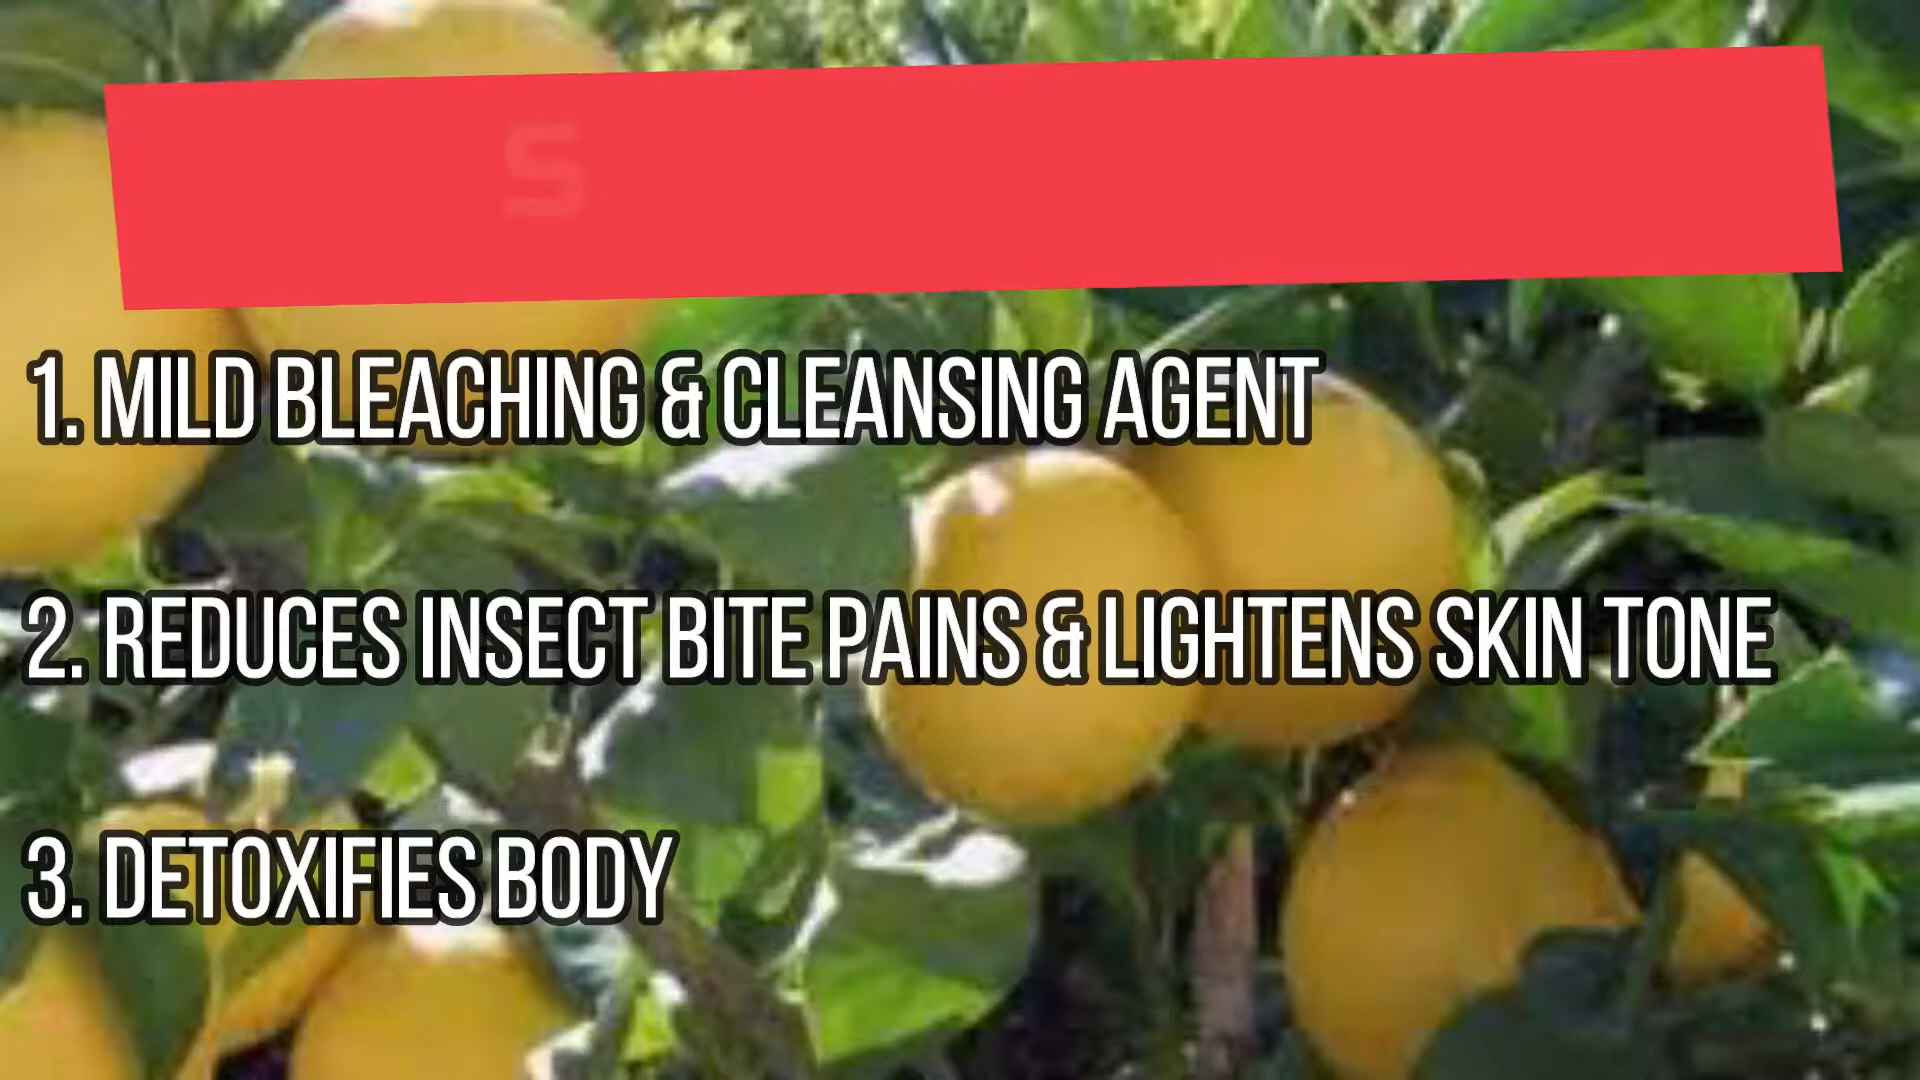 S
1. MILD BLEACHING & CLEANSING AGENT
2. REDUCES INSECT BITE PAINS & LIGHTENS SKIN TONE
3. DETOXIFIES BODY